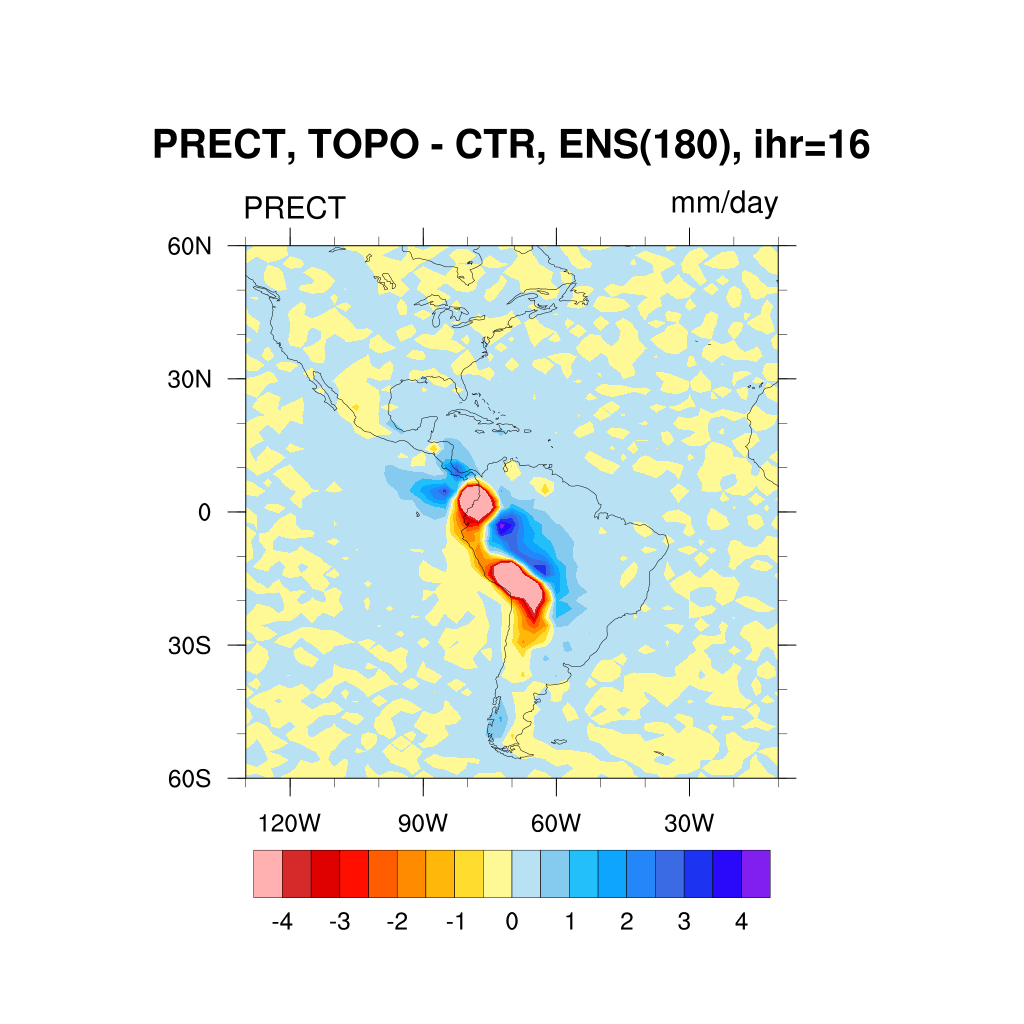 PRECT, TOPO - CTR, ENS(180), ihr=16
PRECT mm/day
60N
30N
0
30S
60S
120W 90W 60W 30W
-4 -3 -2 -1 0 1 2 3 4